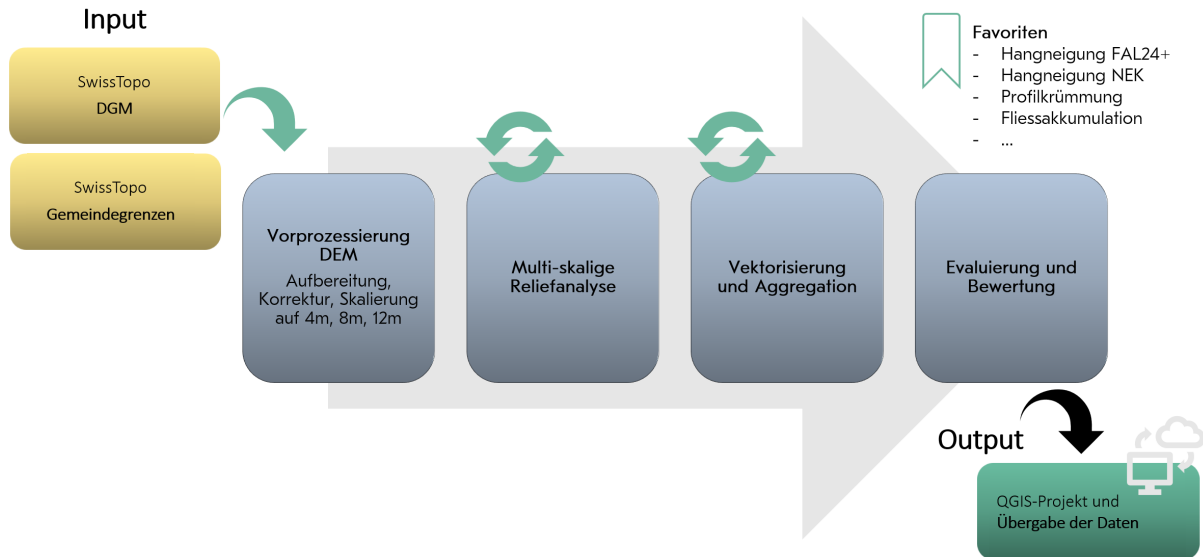 Input
SwissTopo
DGM
SwissTopo
Gemeindegrenzen
Favoriten
- Hangneigung FAL24+
- Hangneigung NEK
- Profilkrümmung
- Fliessakkumulation
- ...
Vorprozessierung
DEM
Aufbereitung,
Korrektur, Skalierung
auf 4m, 8m, 12m
Multi-skalige
Reliefanalyse
Vektorisierung
und Aggregation
Evaluierung und
Bewertung
Output
QGIS-Projekt und
Übergabe der Daten